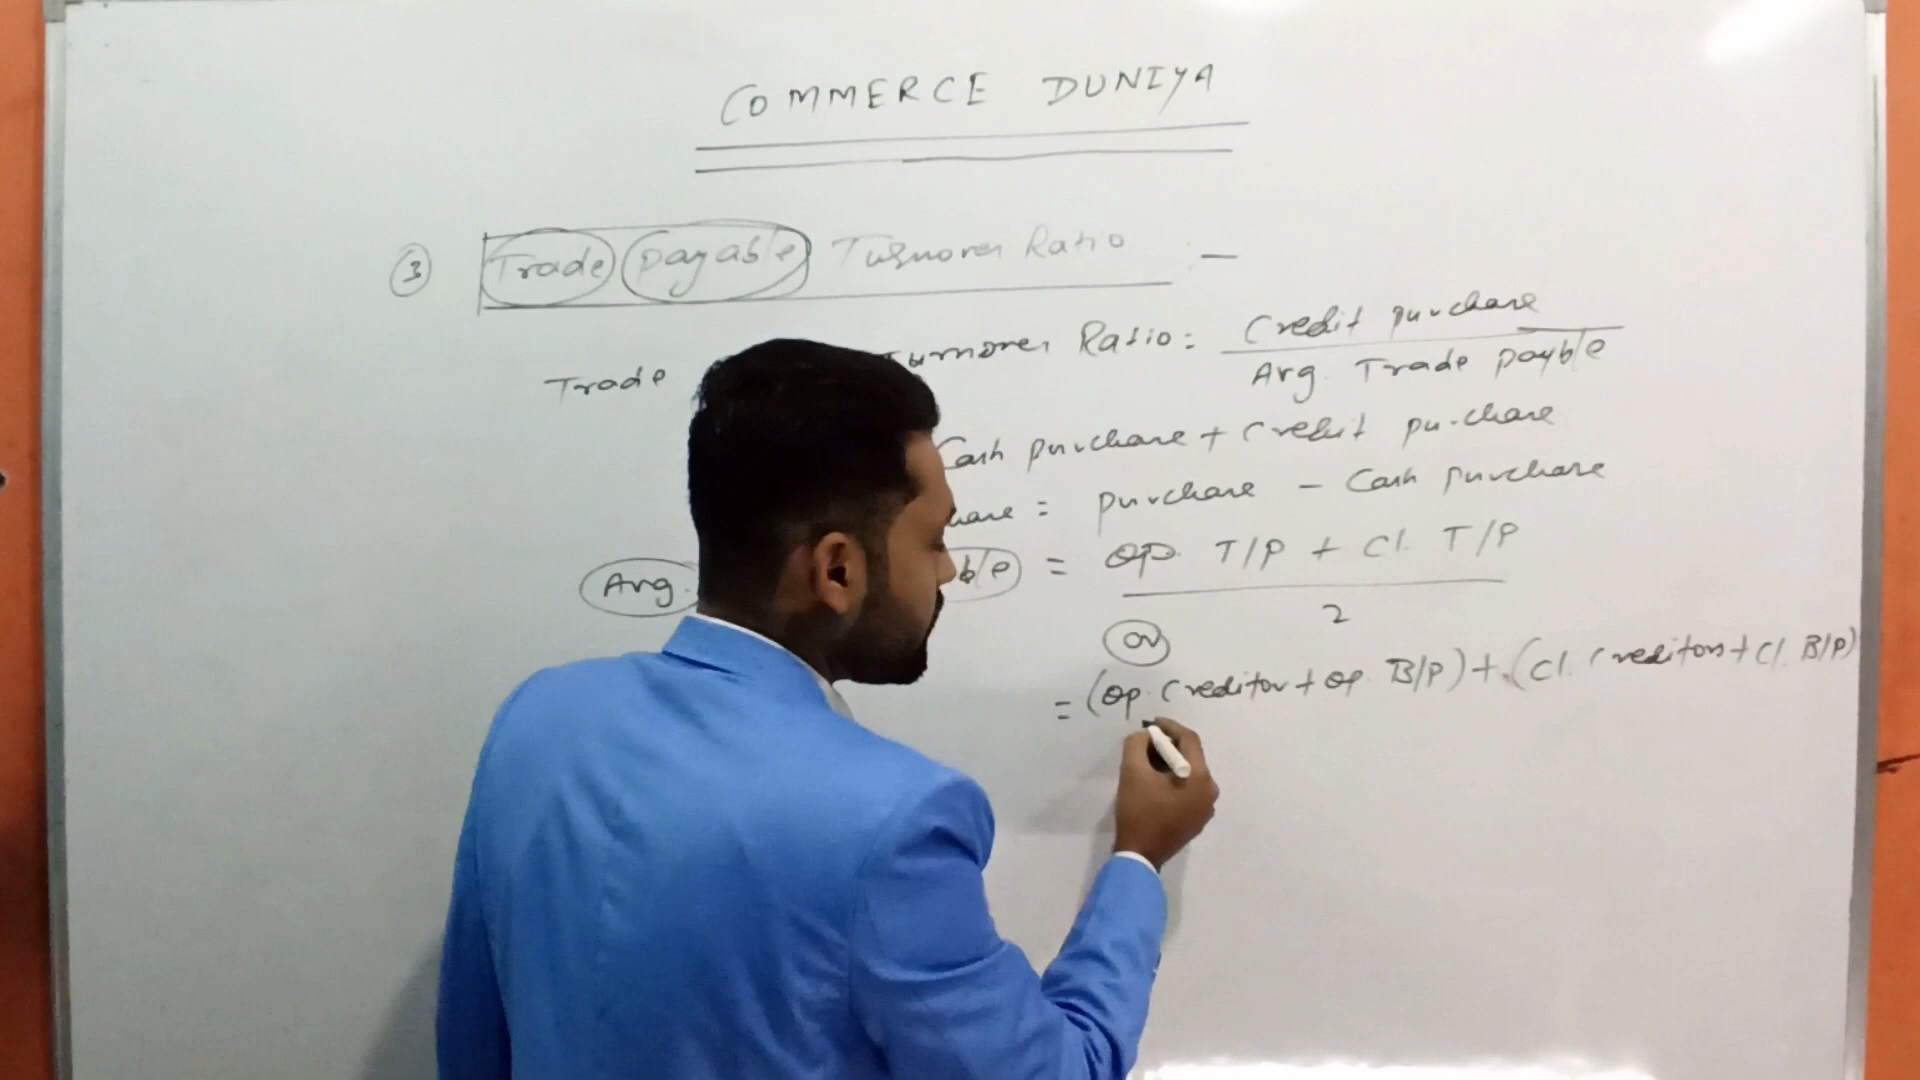 COMMERCE DUNIYA
③ Trade payable Turnover Ratio :-
Trade Turnover Ratio = Credit purchase
Avg. Trade payble
Cash purchase + Credit purchase
= purchase - Cash purchase
Avg. = op. T/P + Cl. T/P
2
or
= (op. Creditor + op. B/P) + (Cl. Creditors + Cl. B/P)